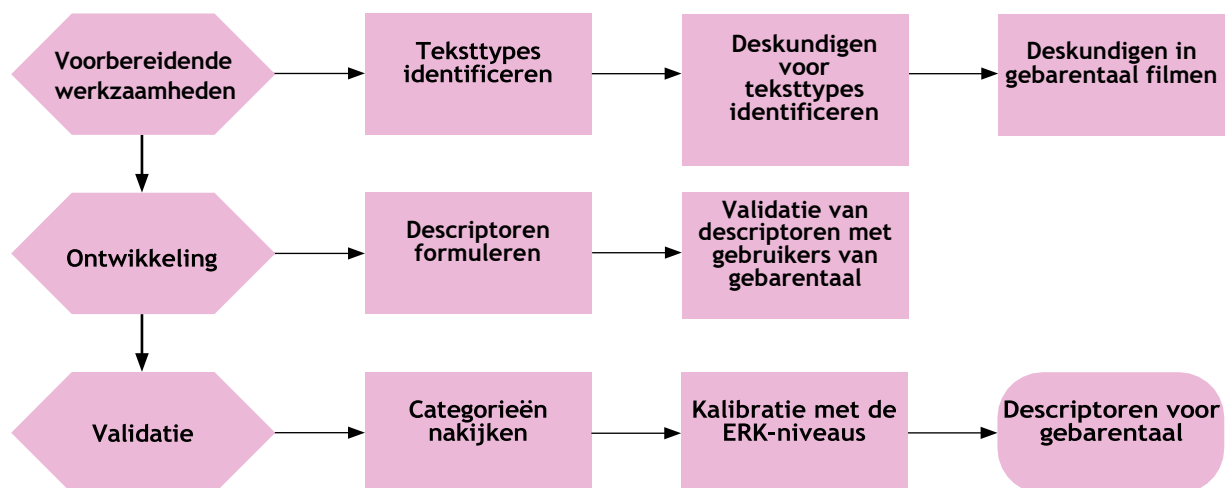 Voorbereidende
werkzaamheden
Teksttypes
identificeren
Deskundigen
voor
teksttypes
identificeren
Deskundigen in
gebarentaal filmen
Ontwikkeling
Descriptoren
formuleren
Validatie van
descriptoren met
gebruikers van
gebarentaal
Validatie
Categorieën
nakijken
Kalibratie met de
ERK-niveaus
Descriptoren voor
gebarentaal